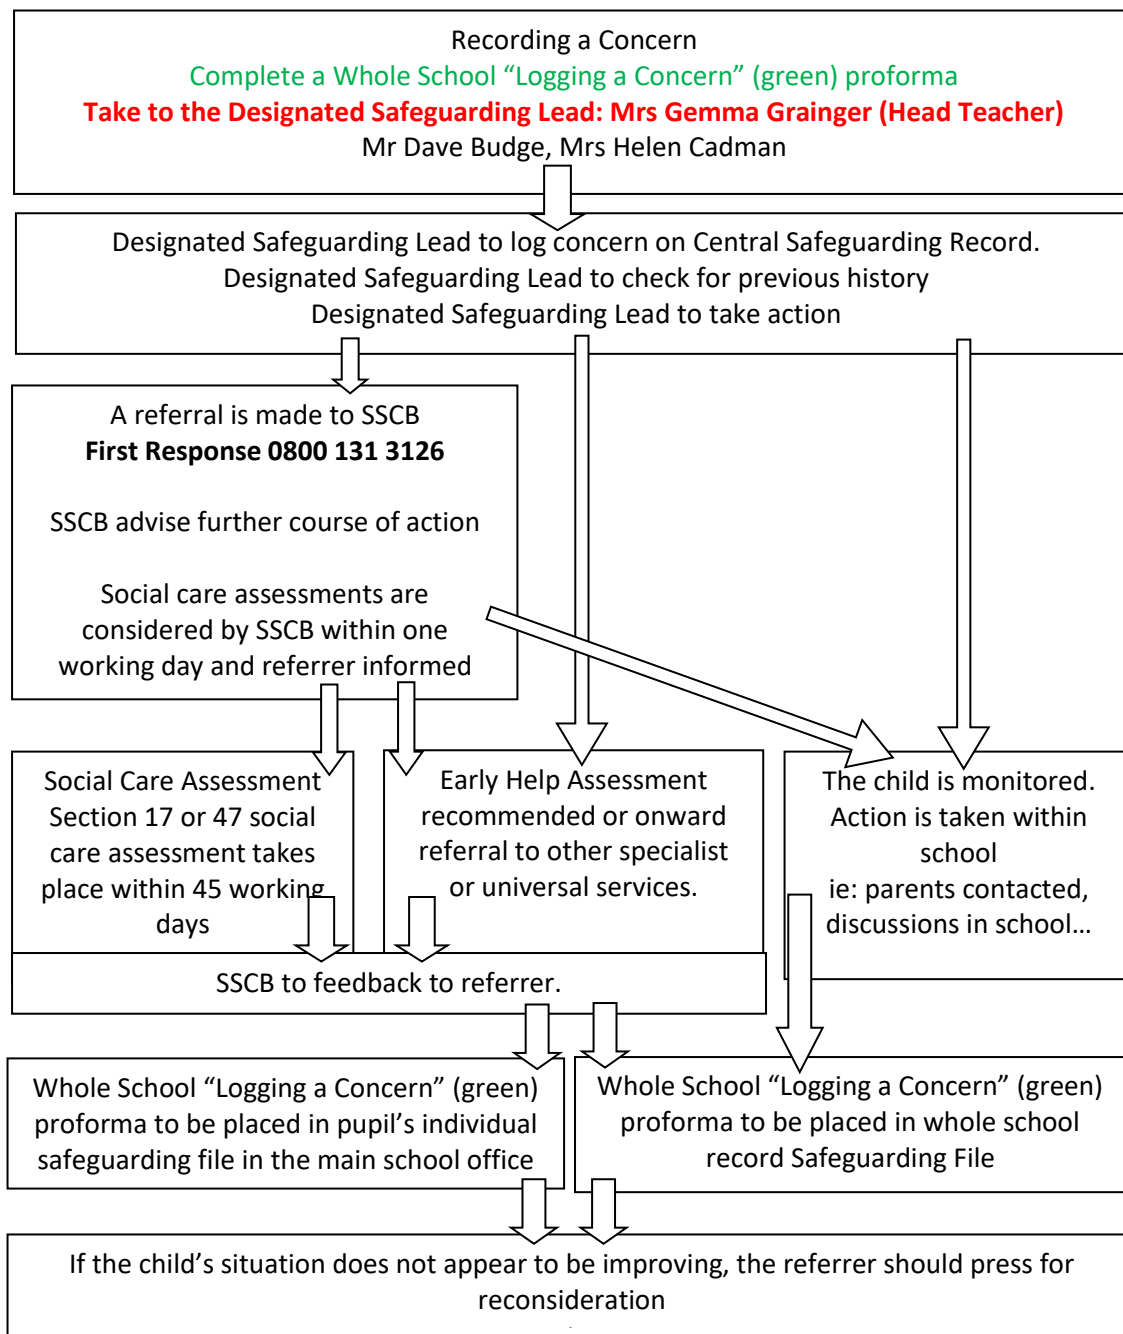 Recording a Concern
Complete a Whole School “Logging a Concern” (green) proforma
Take to the Designated Safeguarding Lead: Mrs Gemma Grainger (Head Teacher)
Mr Dave Budge, Mrs Helen Cadman
Designated Safeguarding Lead to log concern on Central Safeguarding Record.
Designated Safeguarding Lead to check for previous history
Designated Safeguarding Lead to take action
A referral is made to SSCB
First Response 0800 131 3126
SSCB advise further course of action
Social care assessments are
considered by SSCB within one
working day and referrer informed
Social Care Assessment
Section 17 or 47 social
care assessment takes
place within 45 working
days
Early Help Assessment
recommended or onward
referral to other specialist
or universal services.
The child is monitored.
Action is taken within
school
ie: parents contacted,
discussions in school…
SSCB to feedback to referrer.
Whole School “Logging a Concern” (green)
proforma to be placed in pupil’s individual
safeguarding file in the main school office
Whole School “Logging a Concern” (green)
proforma to be placed in whole school
record Safeguarding File
If the child’s situation does not appear to be improving, the referrer should press for
reconsideration